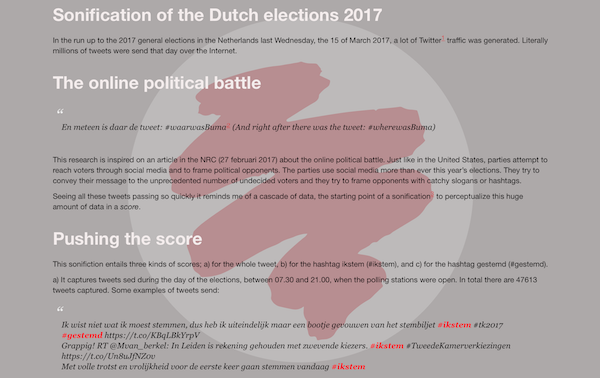 Sonification of the Dutch elections 2017
In the run up to the 2017 general elections in the Netherlands last Wednesday, the 15 of March 2017, a lot of Twitter1 traffic was generated. Literally
millions of tweets were send that day over the Internet.
The online political battle
“
En meteen is daar de tweet: #waarwasBuma2 (And right after there was the tweet: #wherewasBuma)
This research is inspired on an article in the NRC (27 februari 2017) about the online political battle. Just like in the United States, parties attempt to
reach voters through social media and to frame political opponents. The parties use social media more than ever this year's elections. They try to
convey their message to the unprecedented number of undecided voters and they try to frame opponents with catchy slogans or hashtags.
Seeing all these tweets passing so quickly it reminds me of a cascade of data, the starting point of a sonification3 to perceptualize this huge
amount of data in a score.
Pushing the score
This sonifiction entails three kinds of scores; a) for the whole tweet, b) for the hashtag ikstem (#ikstem), and c) for the hashtag gestemd (#gestemd).
a) It captures tweets sed during the day of the elections, between 07.30 and 21.00, when the polling stations were open. In total there are 47613
tweets captured. Some examples of tweets send:
“
Ik wist niet wat ik moest stemmen, dus heb ik uiteindelijk maar een bootje gevouwen van het stembiljet #ikstem #tk2017
#gestemd https://t.co/KBqLBkYrpV
Grappig! RT @Mvan_berkel: In Leiden is rekening gehouden met zwevende kiezers. #ikstem #TweedeKamerverkiezingen
https://t.co/Un8uJfNZov
Met volle trotst en vrolijkheid voor de eerste keer gaan stemmen vandaag #ikstem